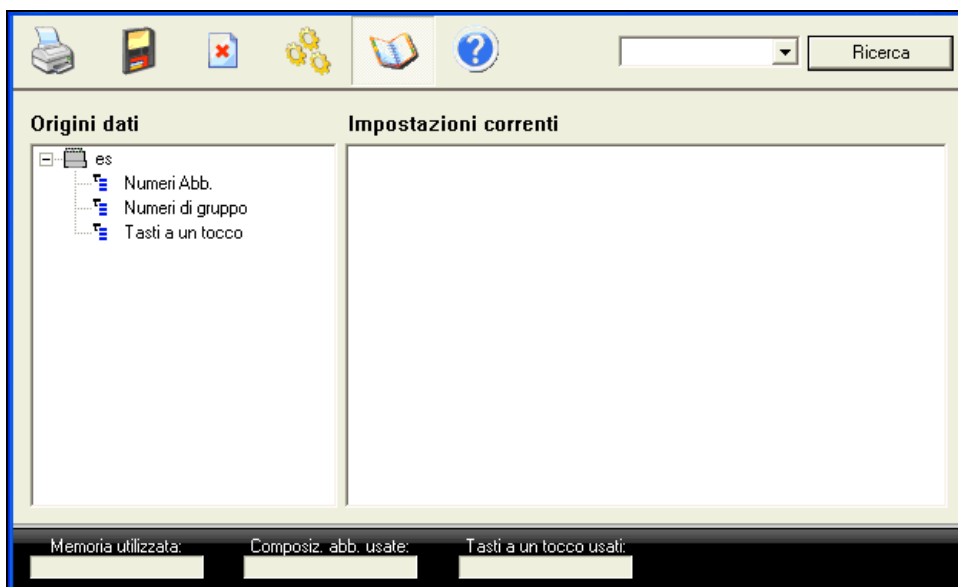 Ricerca
Origini dati
Impostazioni correnti
es
Numeri Abb.
Numeri di gruppo
Tasti a un tocco
Memoria utilizzata:
Composiz. abb. usate:
Tasti a un tocco usati: